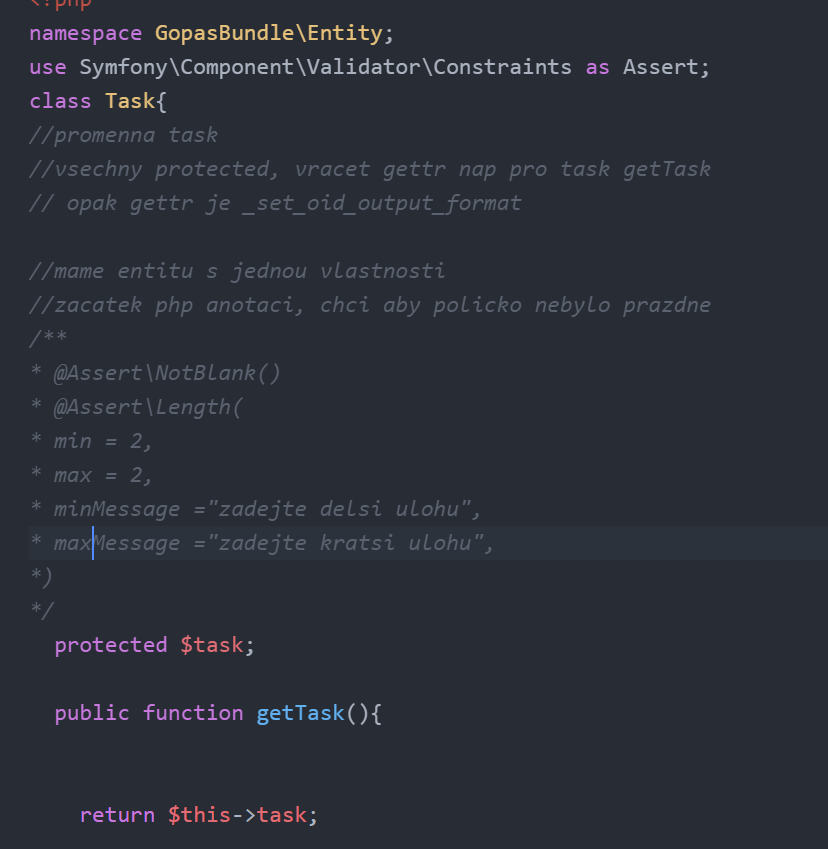 <?php
namespace GopasBundle\Entity;
use Symfony\Component\Validator\Constraints as Assert;
class Task{
//promenna task
//vsechny protected, vracet gettr nap pro task getTask
// opak gettr je _set_oid_output_format
//mame entitu s jednou vlastnosti
//zacatek php anotaci, chci aby policko nebylo prazdne
/**
* @Assert\NotBlank()
* @Assert\Length(
* min = 2,
* max = 2,
* minMessage ="zadejte delsi ulohu",
* maxMessage ="zadejte kratsi ulohu",
*)
*/
protected $task;
public function getTask(){
return $this->task;